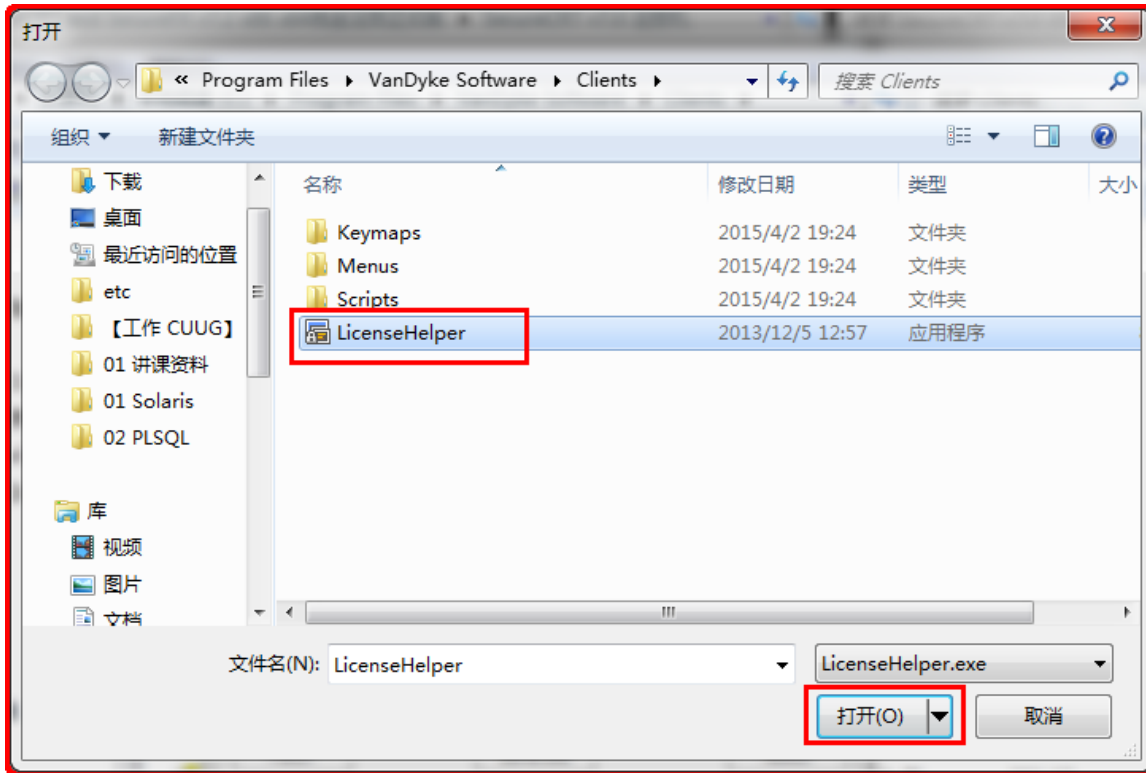 打开
« Program Files ▸ VanDyke Software ▸ Clients ▸
搜索 Clients
组织 新建文件夹
名称 修改日期 类型 大小
下载
桌面
最近访问的位置
etc
【工作 CUUG】
01 讲课资料
01 Solaris
02 PLSQL
库
视频
图片
文档
Keymaps 2015/4/2 19:24 文件夹
Menus 2015/4/2 19:24 文件夹
Scripts 2015/4/2 19:24 文件夹
LicenseHelper 2013/12/5 12:57 应用程序
文件名(N): LicenseHelper LicenseHelper.exe
打开(O) 取消